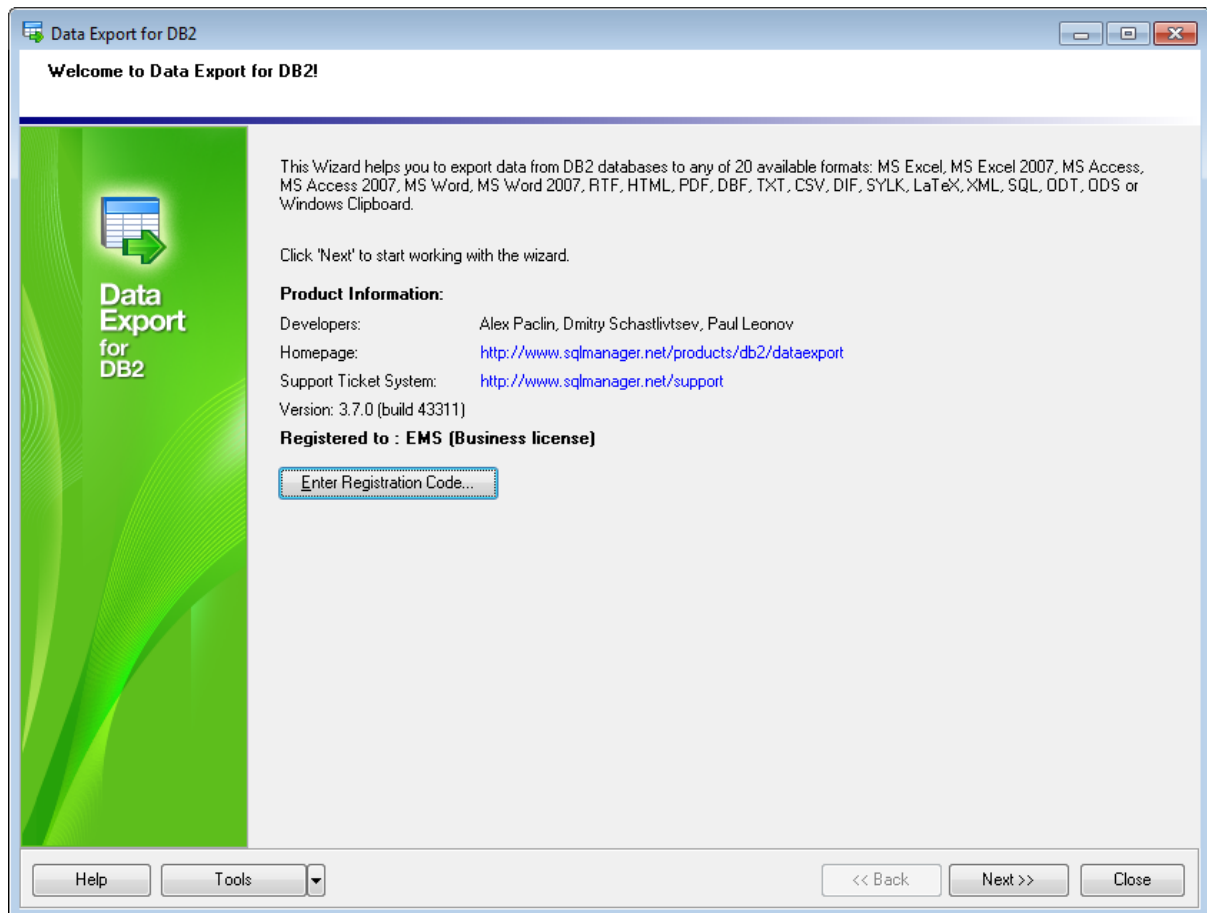 Data Export for DB2
Welcome to Data Export for DB2!
Data
Export
for
DB2
This Wizard helps you to export data from DB2 databases to any of 20 available formats: MS Excel, MS Excel 2007, MS Access,
MS Access 2007, MS Word, MS Word 2007, RTF, HTML, PDF, DBF, TXT, CSV, DIF, SYLK, LaTeX, XML, SQL, ODT, ODS or
Windows Clipboard.
Click 'Next' to start working with the wizard.
Product Information:
Developers: Alex Paclin, Dmitry Schastlivtsev, Paul Leonov
Homepage: http://www.sqlmanager.net/products/db2/dataexport
Support Ticket System: http://www.sqlmanager.net/support
Version: 3.7.0 (build 43311)
Registered to : EMS (Business license)
Enter Registration Code...
Help Tools << Back Next >> Close